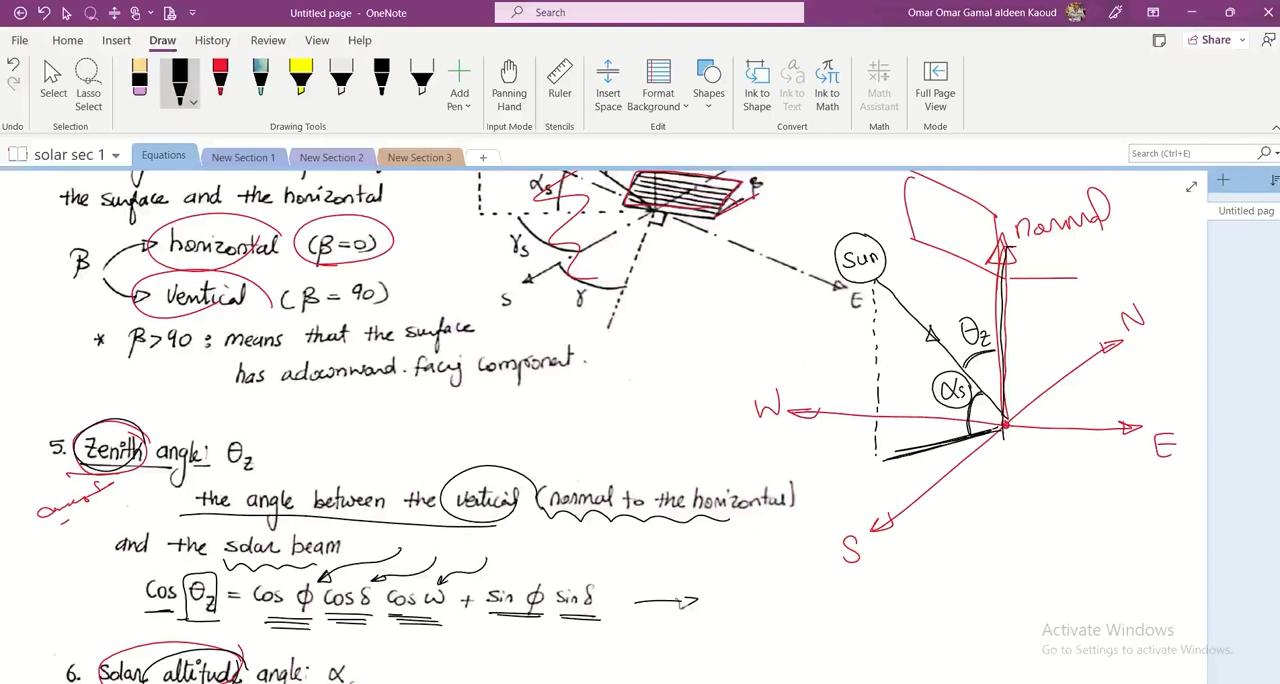 Untitled page - OneNote
Search
Omar Omar Gamal aldeen Kaoud
File Home Insert Draw History Review View Help
Share
Select Lasso Select Add Pen Panning Hand Ruler Insert Space Format Background Shapes Ink to Shape Ink to Text Ink to Math Math Assistant Full Page View
Undo Selection Drawing Tools Input Mode Stencils Edit Convert Math Mode
solar sec 1 Equations New Section 1 New Section 2 New Section 3 +
Search (Ctrl+E)
Untitled pag
the surface and the horizontal
β horizontal (β=0)
vertical (β = 90)
* β>90 : means that the surface
has a downward. facing component.
αs
β
γs
S
γ
E
normal
Sun
θz
αs
N
W
E
S
5. Zenith angle: θz
the angle between the vertical (normal to the horizontal)
and the solar beam
Cos θz = Cos ϕ Cos δ Cos ω + sin ϕ sin δ
6. Solar altitude angle: α
Activate Windows
Go to Settings to activate Windows.